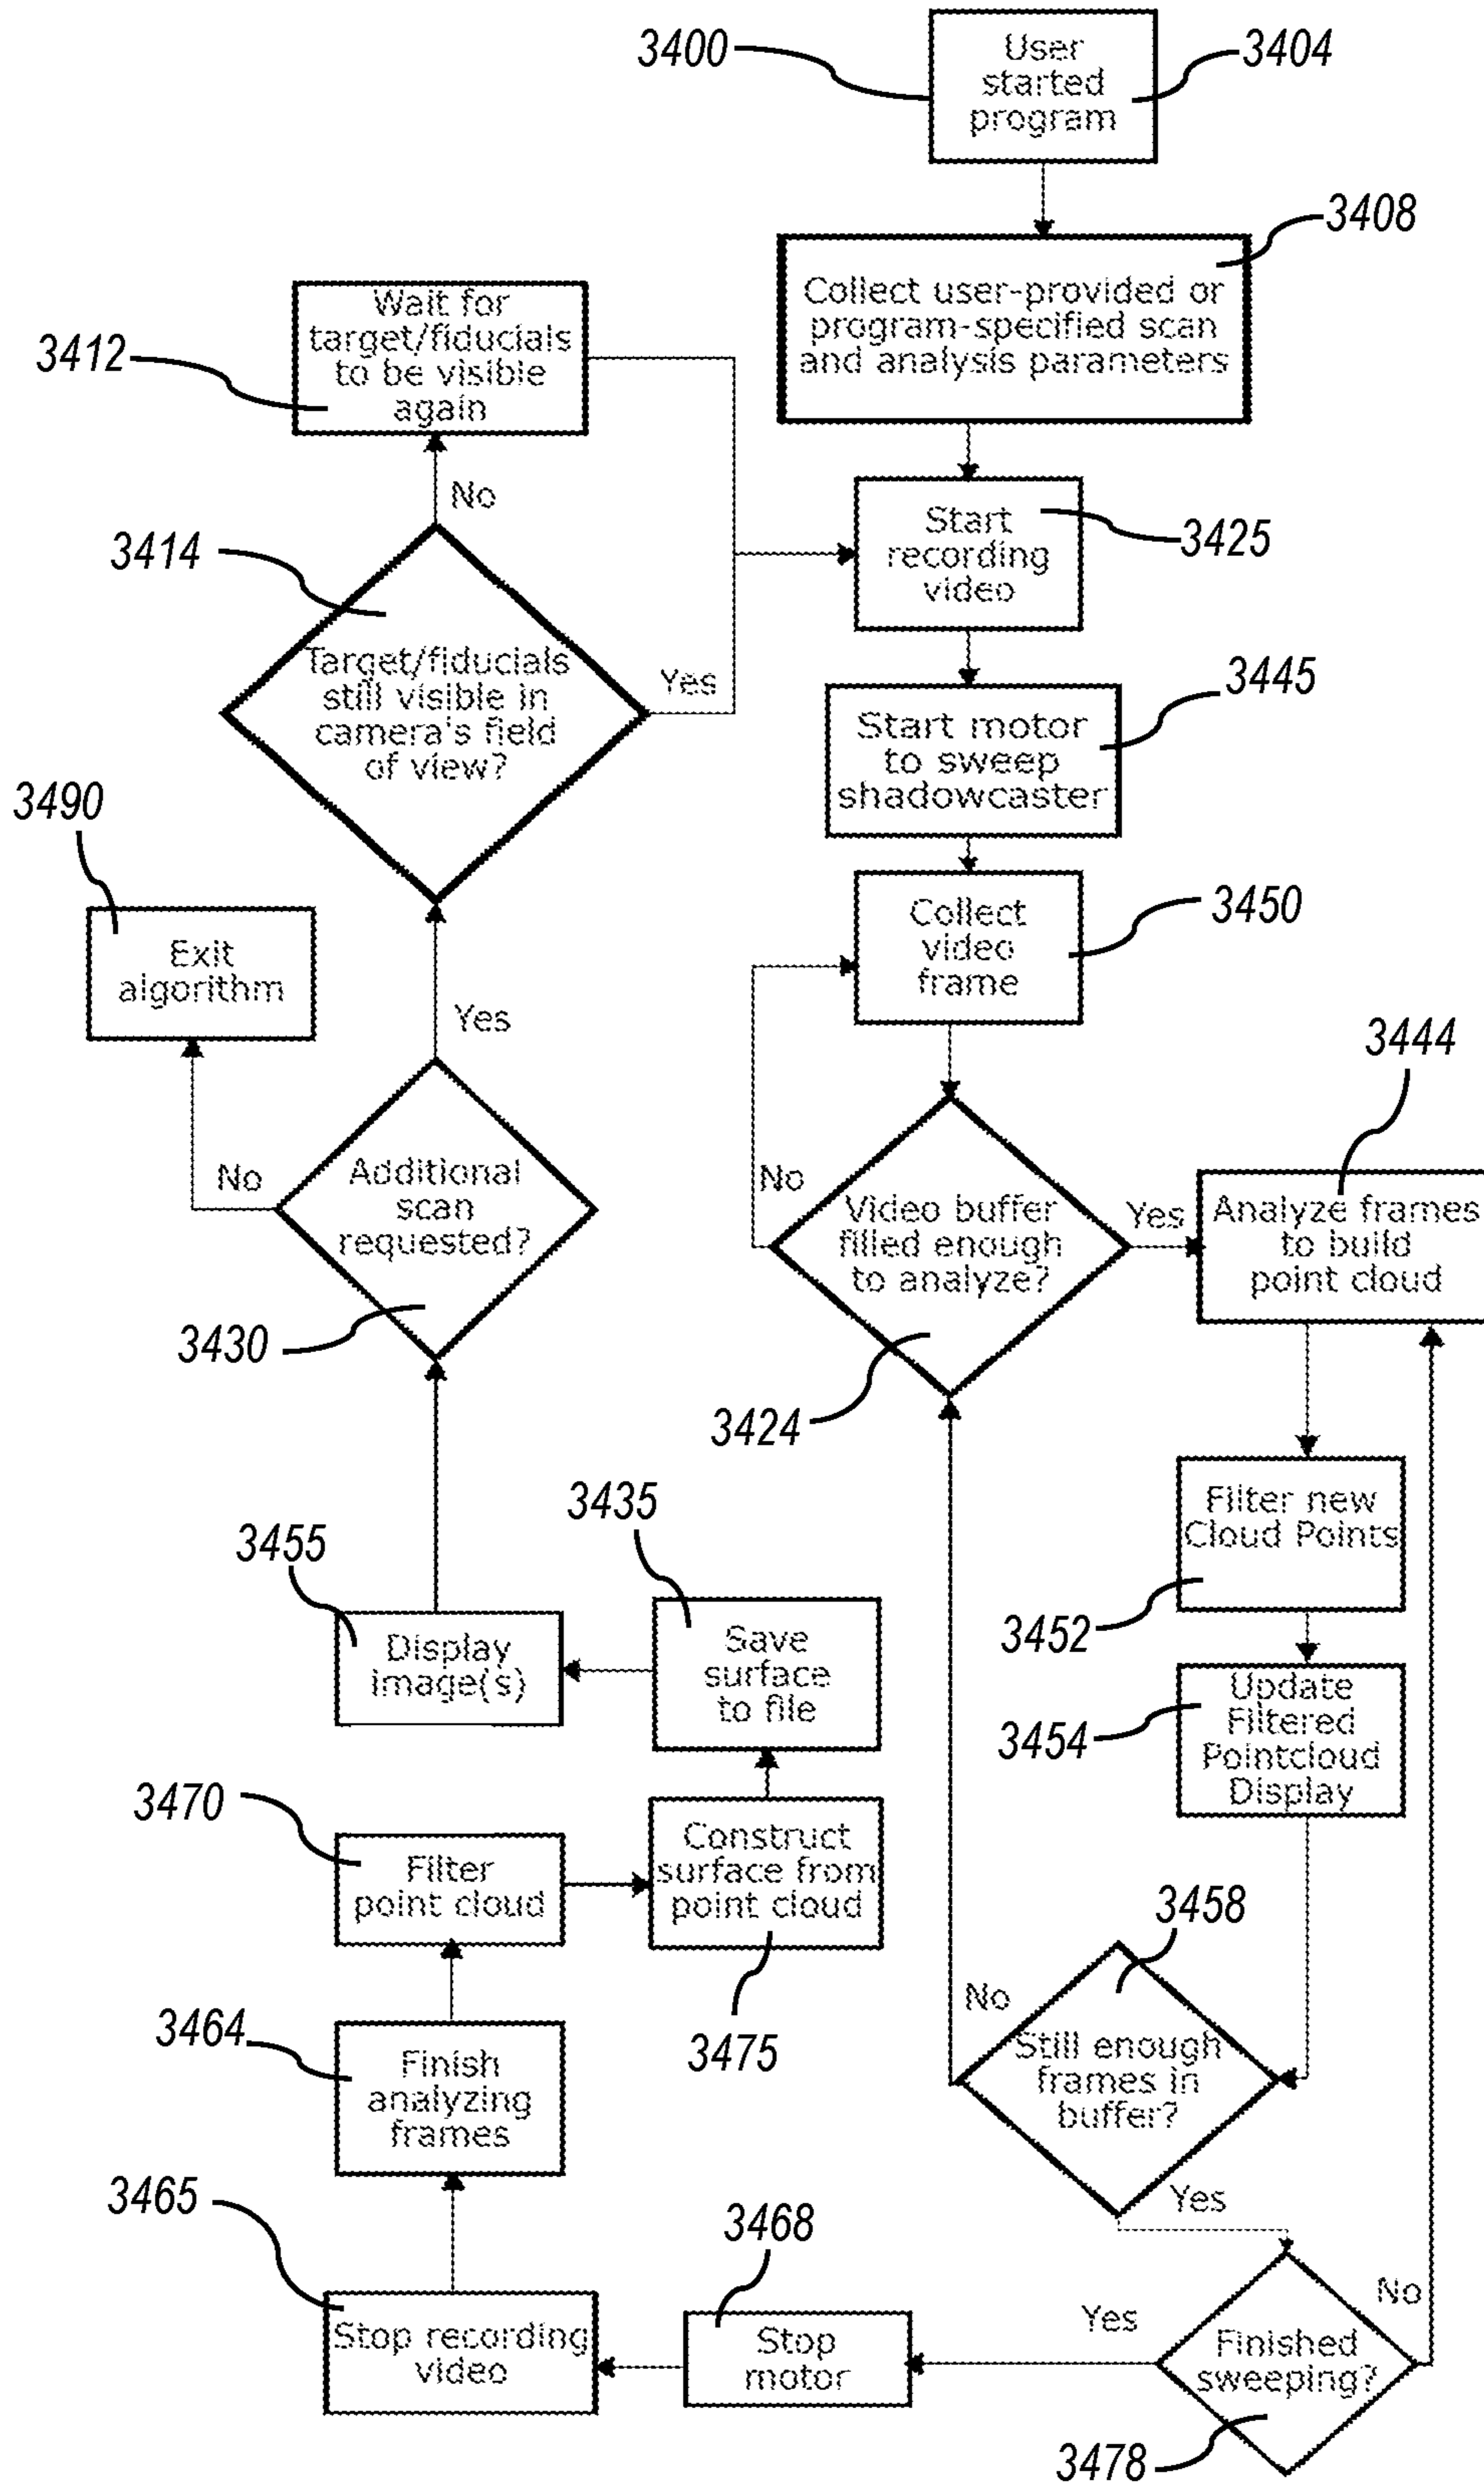 3400
User
started
program
3404
3408
Collect user-provided or
program-specified scan
and analysis parameters
Wait for
target/fiducials
to be visible
again
3412
No
Start
recording
video
3425
3414
Target/fiducials
still visible in
camera's field
of view?
Yes
Start motor
to sweep
shadowcaster
3445
3490
Exit
algorithm
Collect
video
frame
3450
Yes
3444
No
Additional
scan
requested?
3430
No
Video buffer
filled enough
to analyze?
Yes
Analyze frames
to build
point cloud
3424
Filter new
Cloud Points
3452
3435
3455
Display
image(s)
Save
surface
to file
Update
Filtered
Pointcloud
Display
3454
3470
Filter
point cloud
Construct
surface from
point cloud
3475
3458
No
Still enough
frames in
buffer?
Yes
3464
Finish
analyzing
frames
3465
Stop recording
video
3468
Stop
motor
Yes
No
Finished
sweeping?
3478